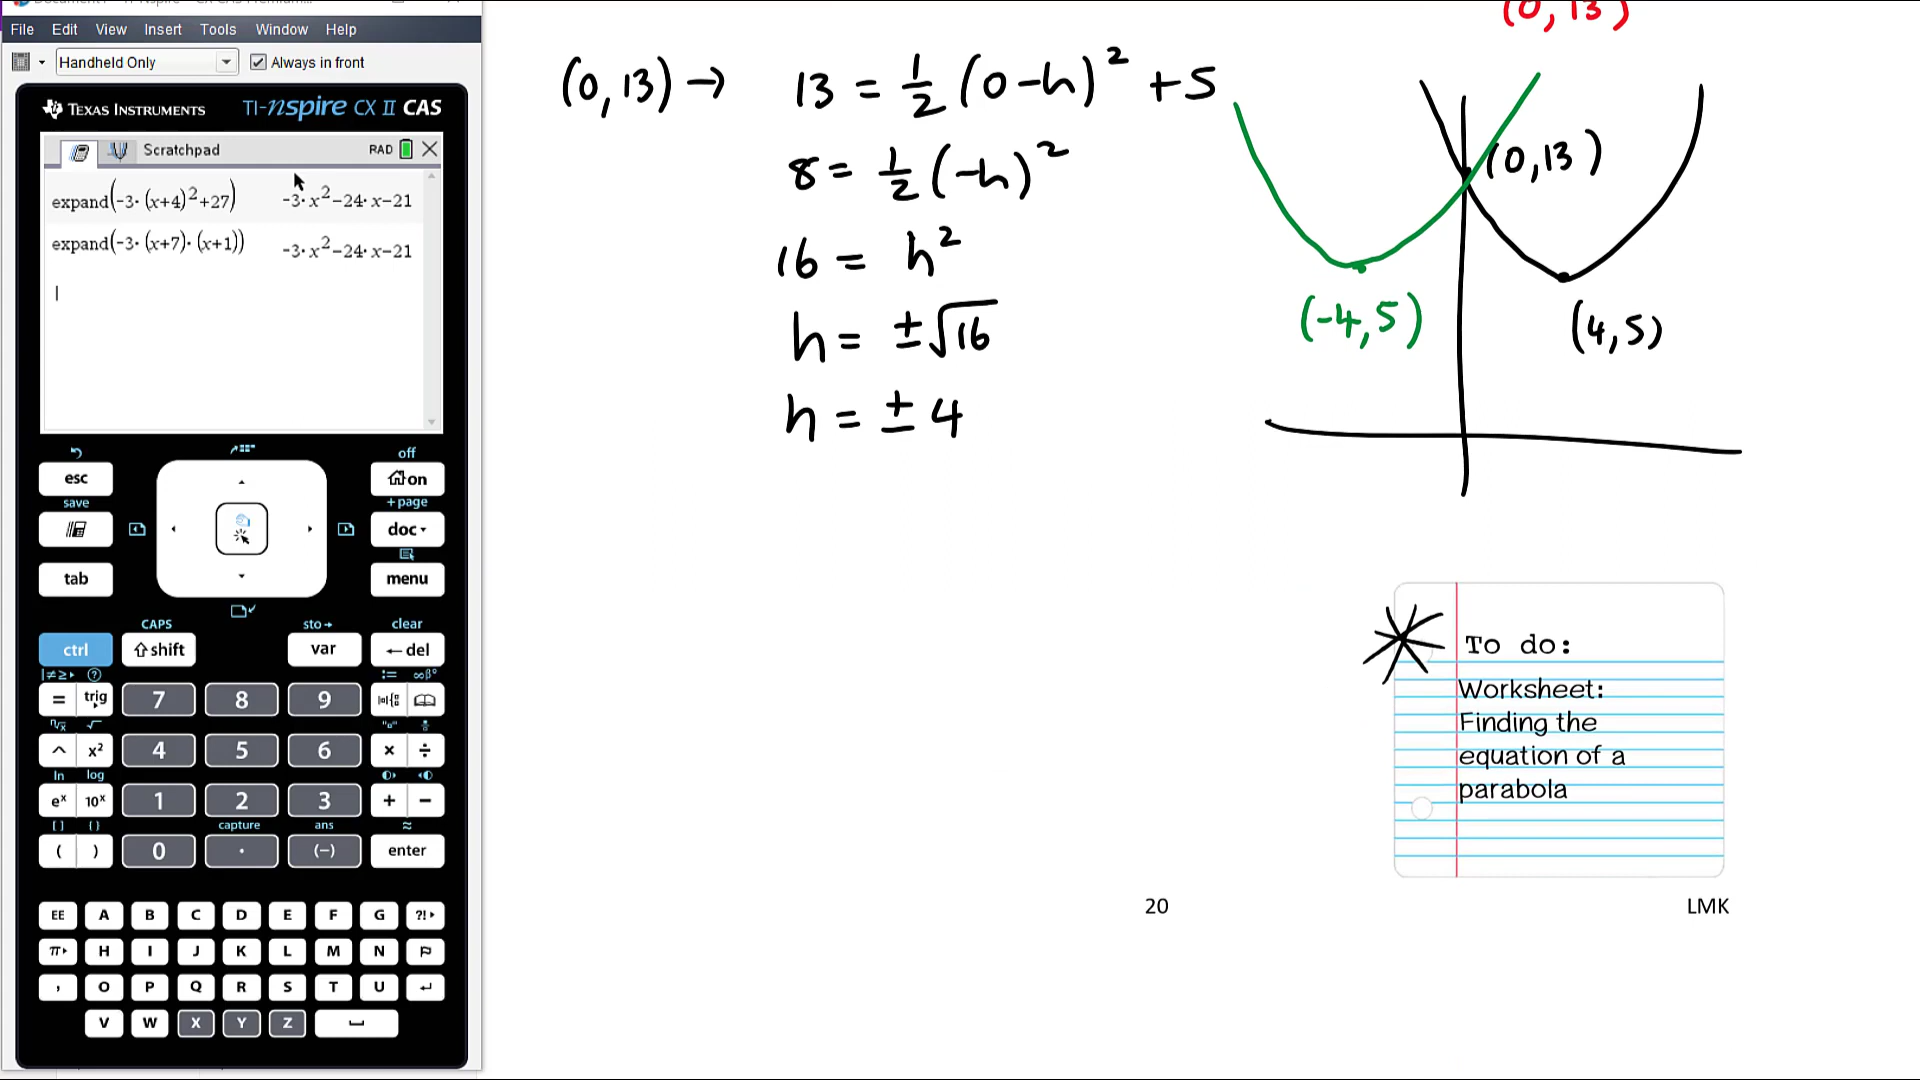 File Edit View Insert Tools Window Help
Handheld Only Always in front
TEXAS INSTRUMENTS TI-nspire CX II CAS
Scratchpad RAD
expand(-3·(x+4)²+27) -3·x²-24·x-21
expand(-3·(x+7)·(x+1)) -3·x²-24·x-21
off
esc on
save +page
doc
tab menu
CAPS sto→ clear
ctrl ⇧shift var ←del
= trig 7 8 9
^ x² 4 5 6 × ÷
ln log
eˣ 10ˣ 1 2 3 + −
[ ] { } capture ans ≈
( ) 0 . (−) enter
EE A B C D E F G ?!▸
π▸ H I J K L M N
, O P Q R S T U ↵
V W X Y Z
(0,13) → 13 = ½(0-h)² +5
8 = ½(-h)²
16 = h²
h = ±√16
h = ±4
(0,13)
(0,13)
(-4,5) (4,5)
To do:
Worksheet:
Finding the
equation of a
parabola
20 LMK